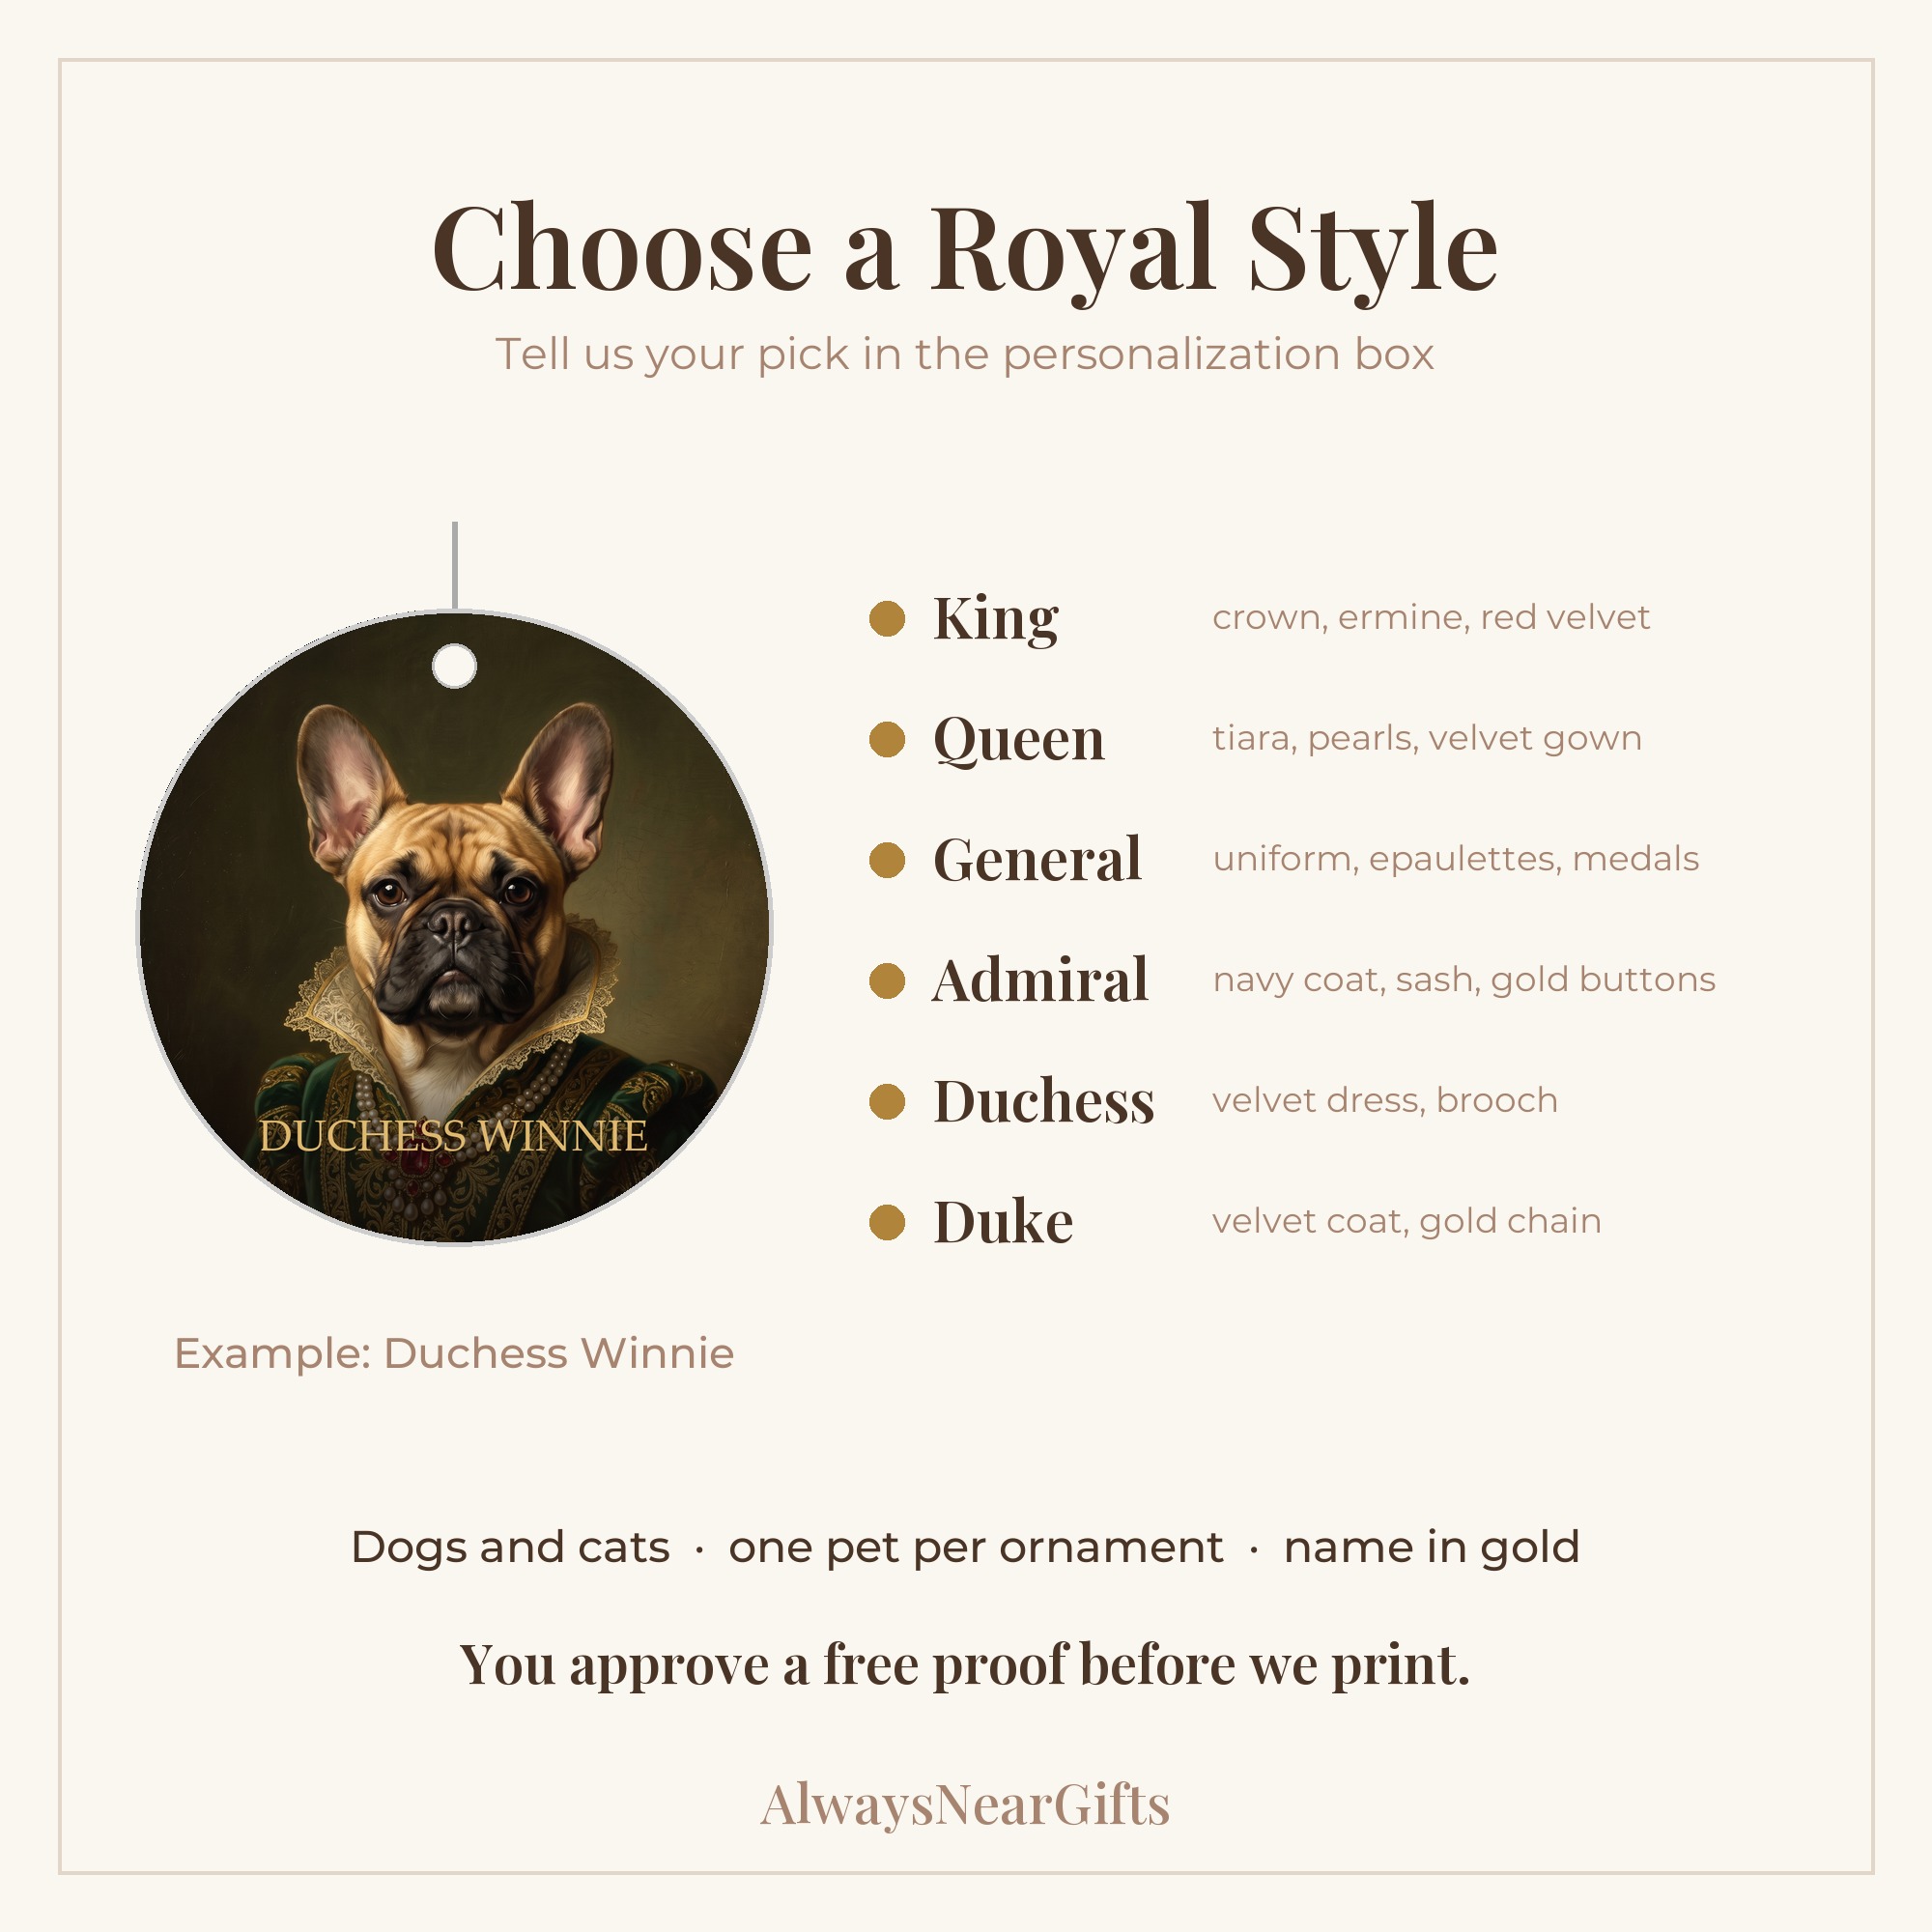 Choose a Royal Style
Tell us your pick in the personalization box
King crown, ermine, red velvet
Queen tiara, pearls, velvet gown
General uniform, epaulettes, medals
Admiral navy coat, sash, gold buttons
Duchess velvet dress, brooch
Duke velvet coat, gold chain
DUCHESS WINNIE
Example: Duchess Winnie
Dogs and cats · one pet per ornament · name in gold
You approve a free proof before we print.
AlwaysNearGifts